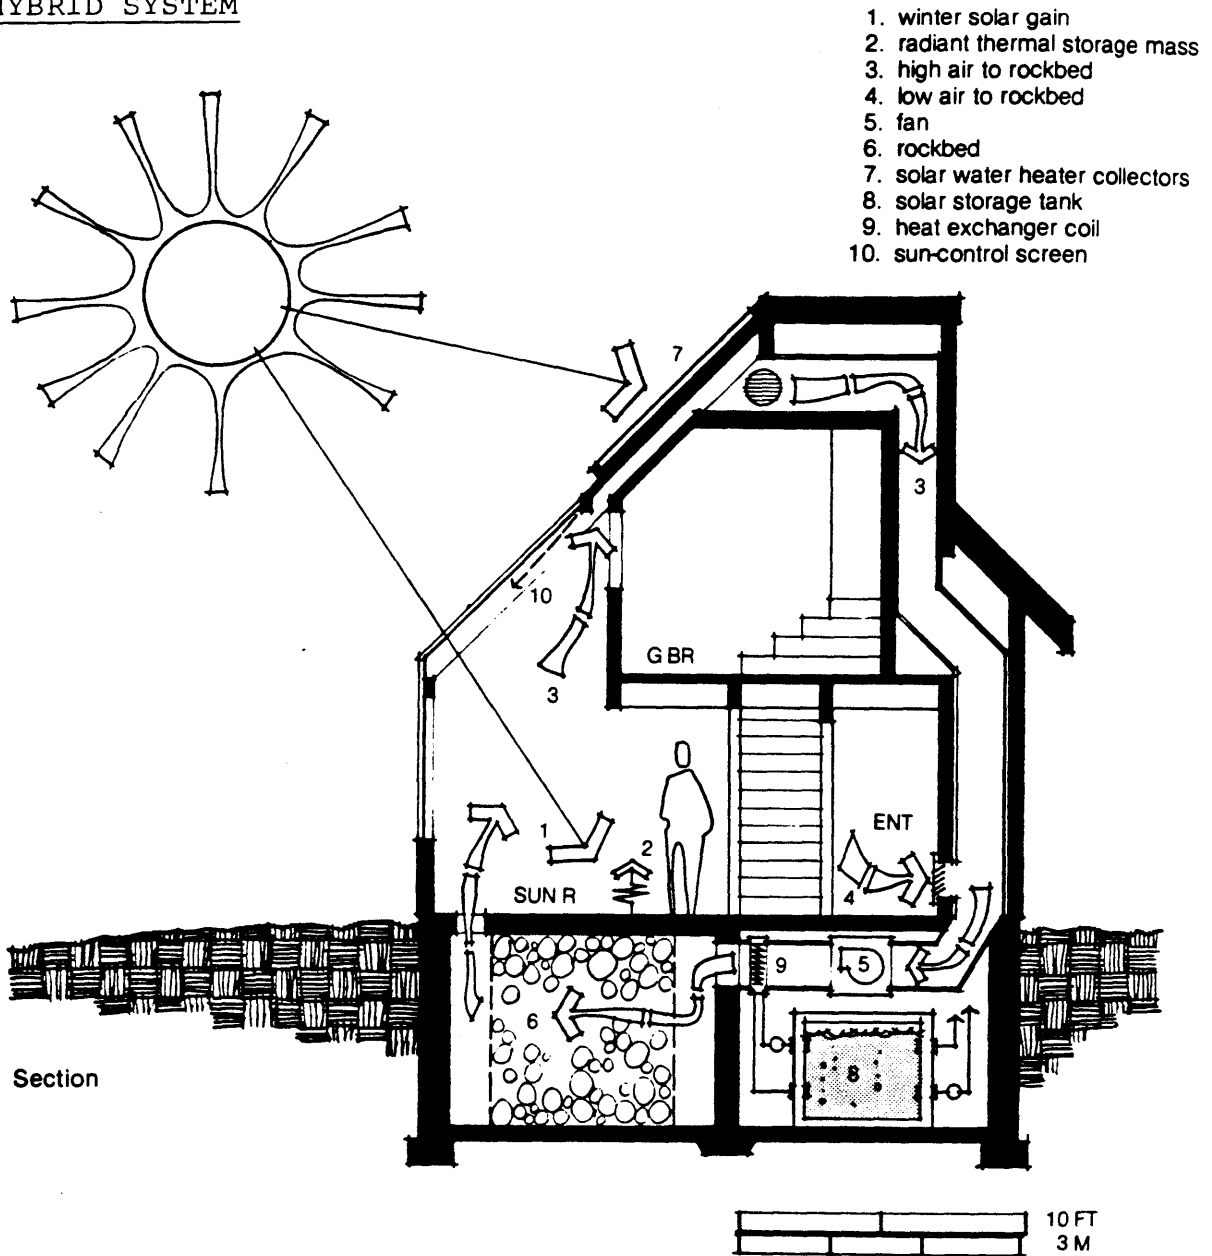 HYBRID SYSTEM
1. winter solar gain
2. radiant thermal storage mass
3. high air to rockbed
4. low air to rockbed
5. fan
6. rockbed
7. solar water heater collectors
8. solar storage tank
9. heat exchanger coil
10. sun-control screen
7
3
10
G BR
3
1
2
ENT
4
SUN R
9
5
6
8
Section
10 FT
3 M